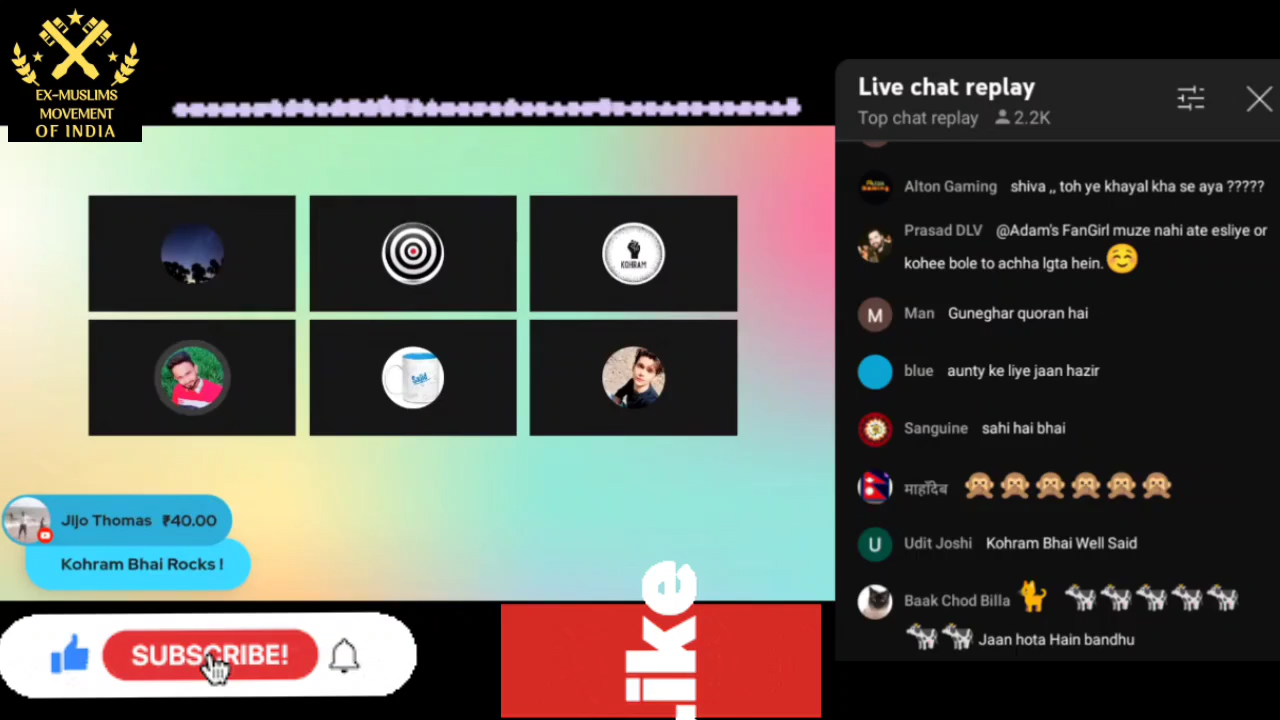 EX-MUSLIMS
MOVEMENT
OF INDIA
Live chat replay
Top chat replay 2.2K
Alton Gaming shiva ,, toh ye khayal kha se aya ?????
Prasad DLV @Adam's FanGirl muze nahi ate esliye or
kohee bole to achha lgta hein.☺️
M Man Guneghar quoran hai
blue aunty ke liye jaan hazir
Sanguine sahi hai bhai
माहाँदेब 🙊🙊🙊🙊🙊🙊
U Udit Joshi Kohram Bhai Well Said
Baak Chod Billa 🐈 🐄🐄🐄🐄🐄
🐄🐄 Jaan hota Hain bandhu
KOHRAM
Sajid
Jijo Thomas ₹40.00
Kohram Bhai Rocks !
SUBSCRIBE!
like